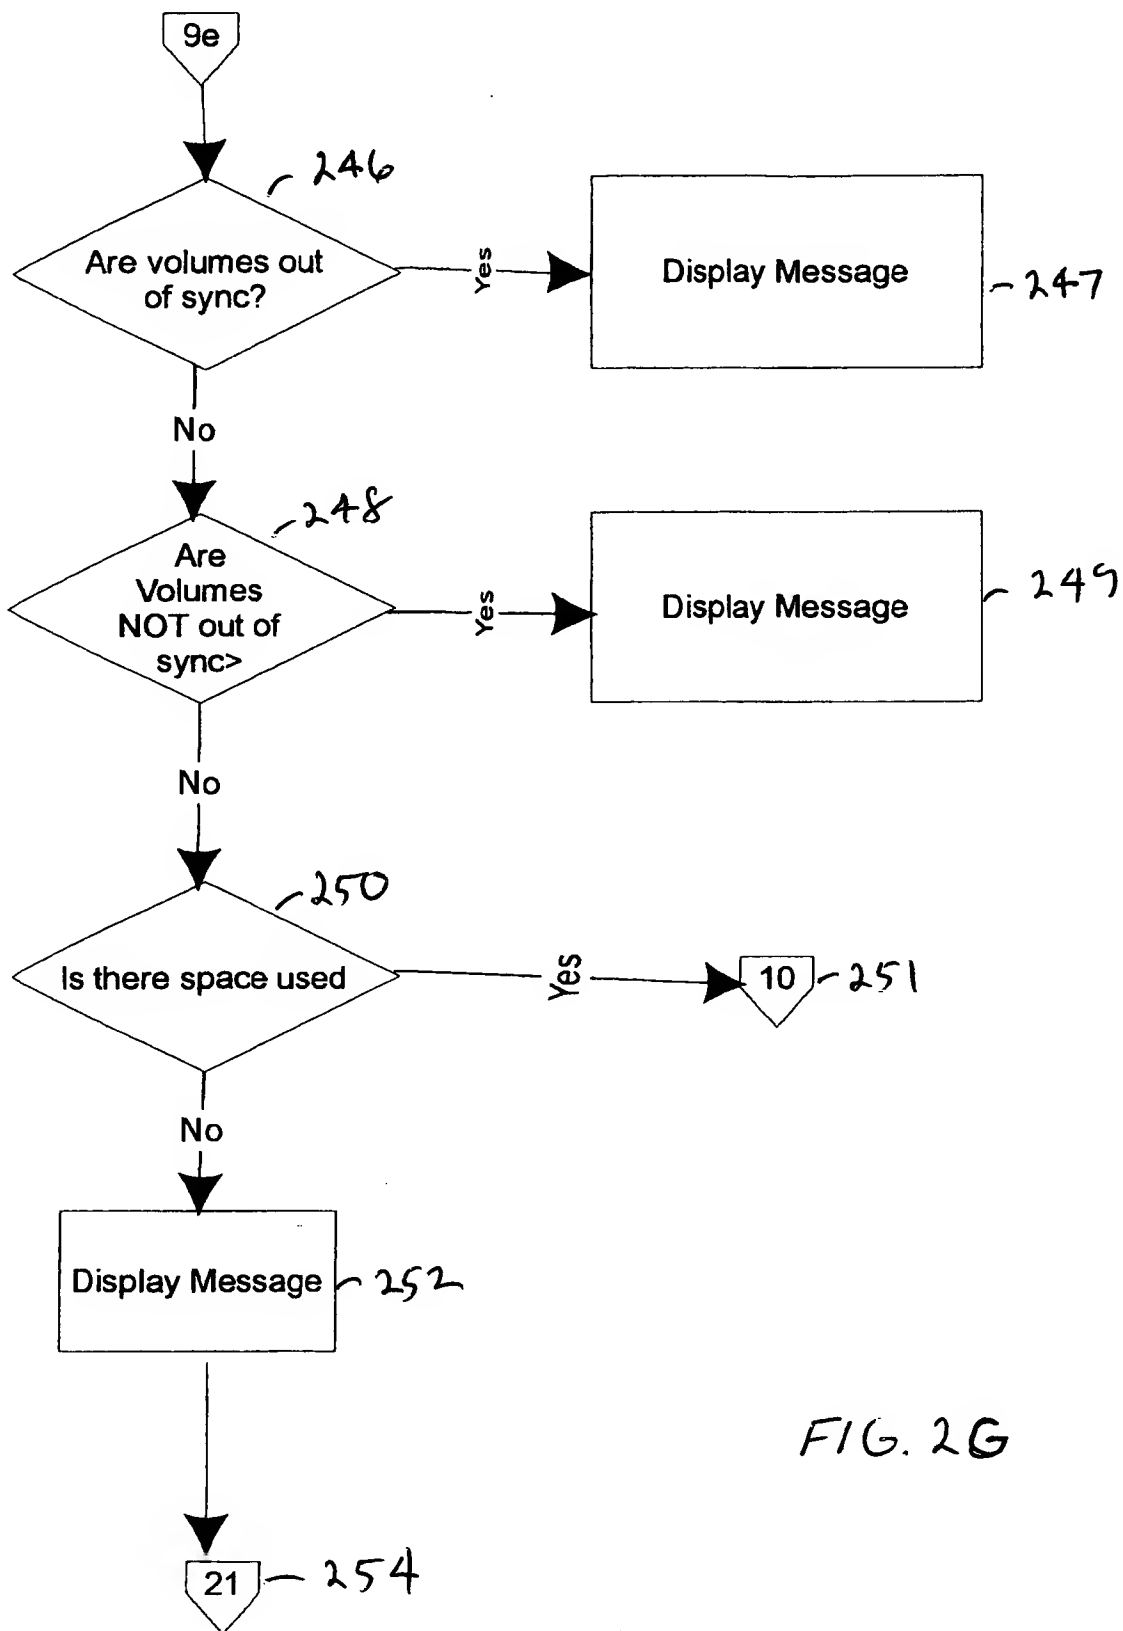 9e
246
Are volumes out
of sync?
Yes
Display Message
247
No
248
Are
Volumes
NOT out of
sync>
Yes
Display Message
249
No
250
Is there space used
Yes
10
251
No
Display Message
252
FIG. 2G
21
254